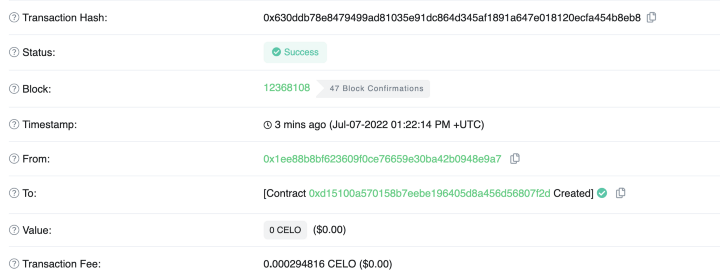 Transaction Hash: 0x630ddb78e8479499ad81035e91dc864d345af1891a647e018120ecfa454b8eb8
Status: Success
Block: 12368108 47 Block Confirmations
Timestamp: 3 mins ago (Jul-07-2022 01:22:14 PM +UTC)
From: 0x1ee88b8bf623609f0ce76659e30ba42b0948e9a7
To: [Contract 0xd15100a570158b7eebe196405d8a456d56807f2d Created]
Value: 0 CELO ($0.00)
Transaction Fee: 0.000294816 CELO ($0.00)